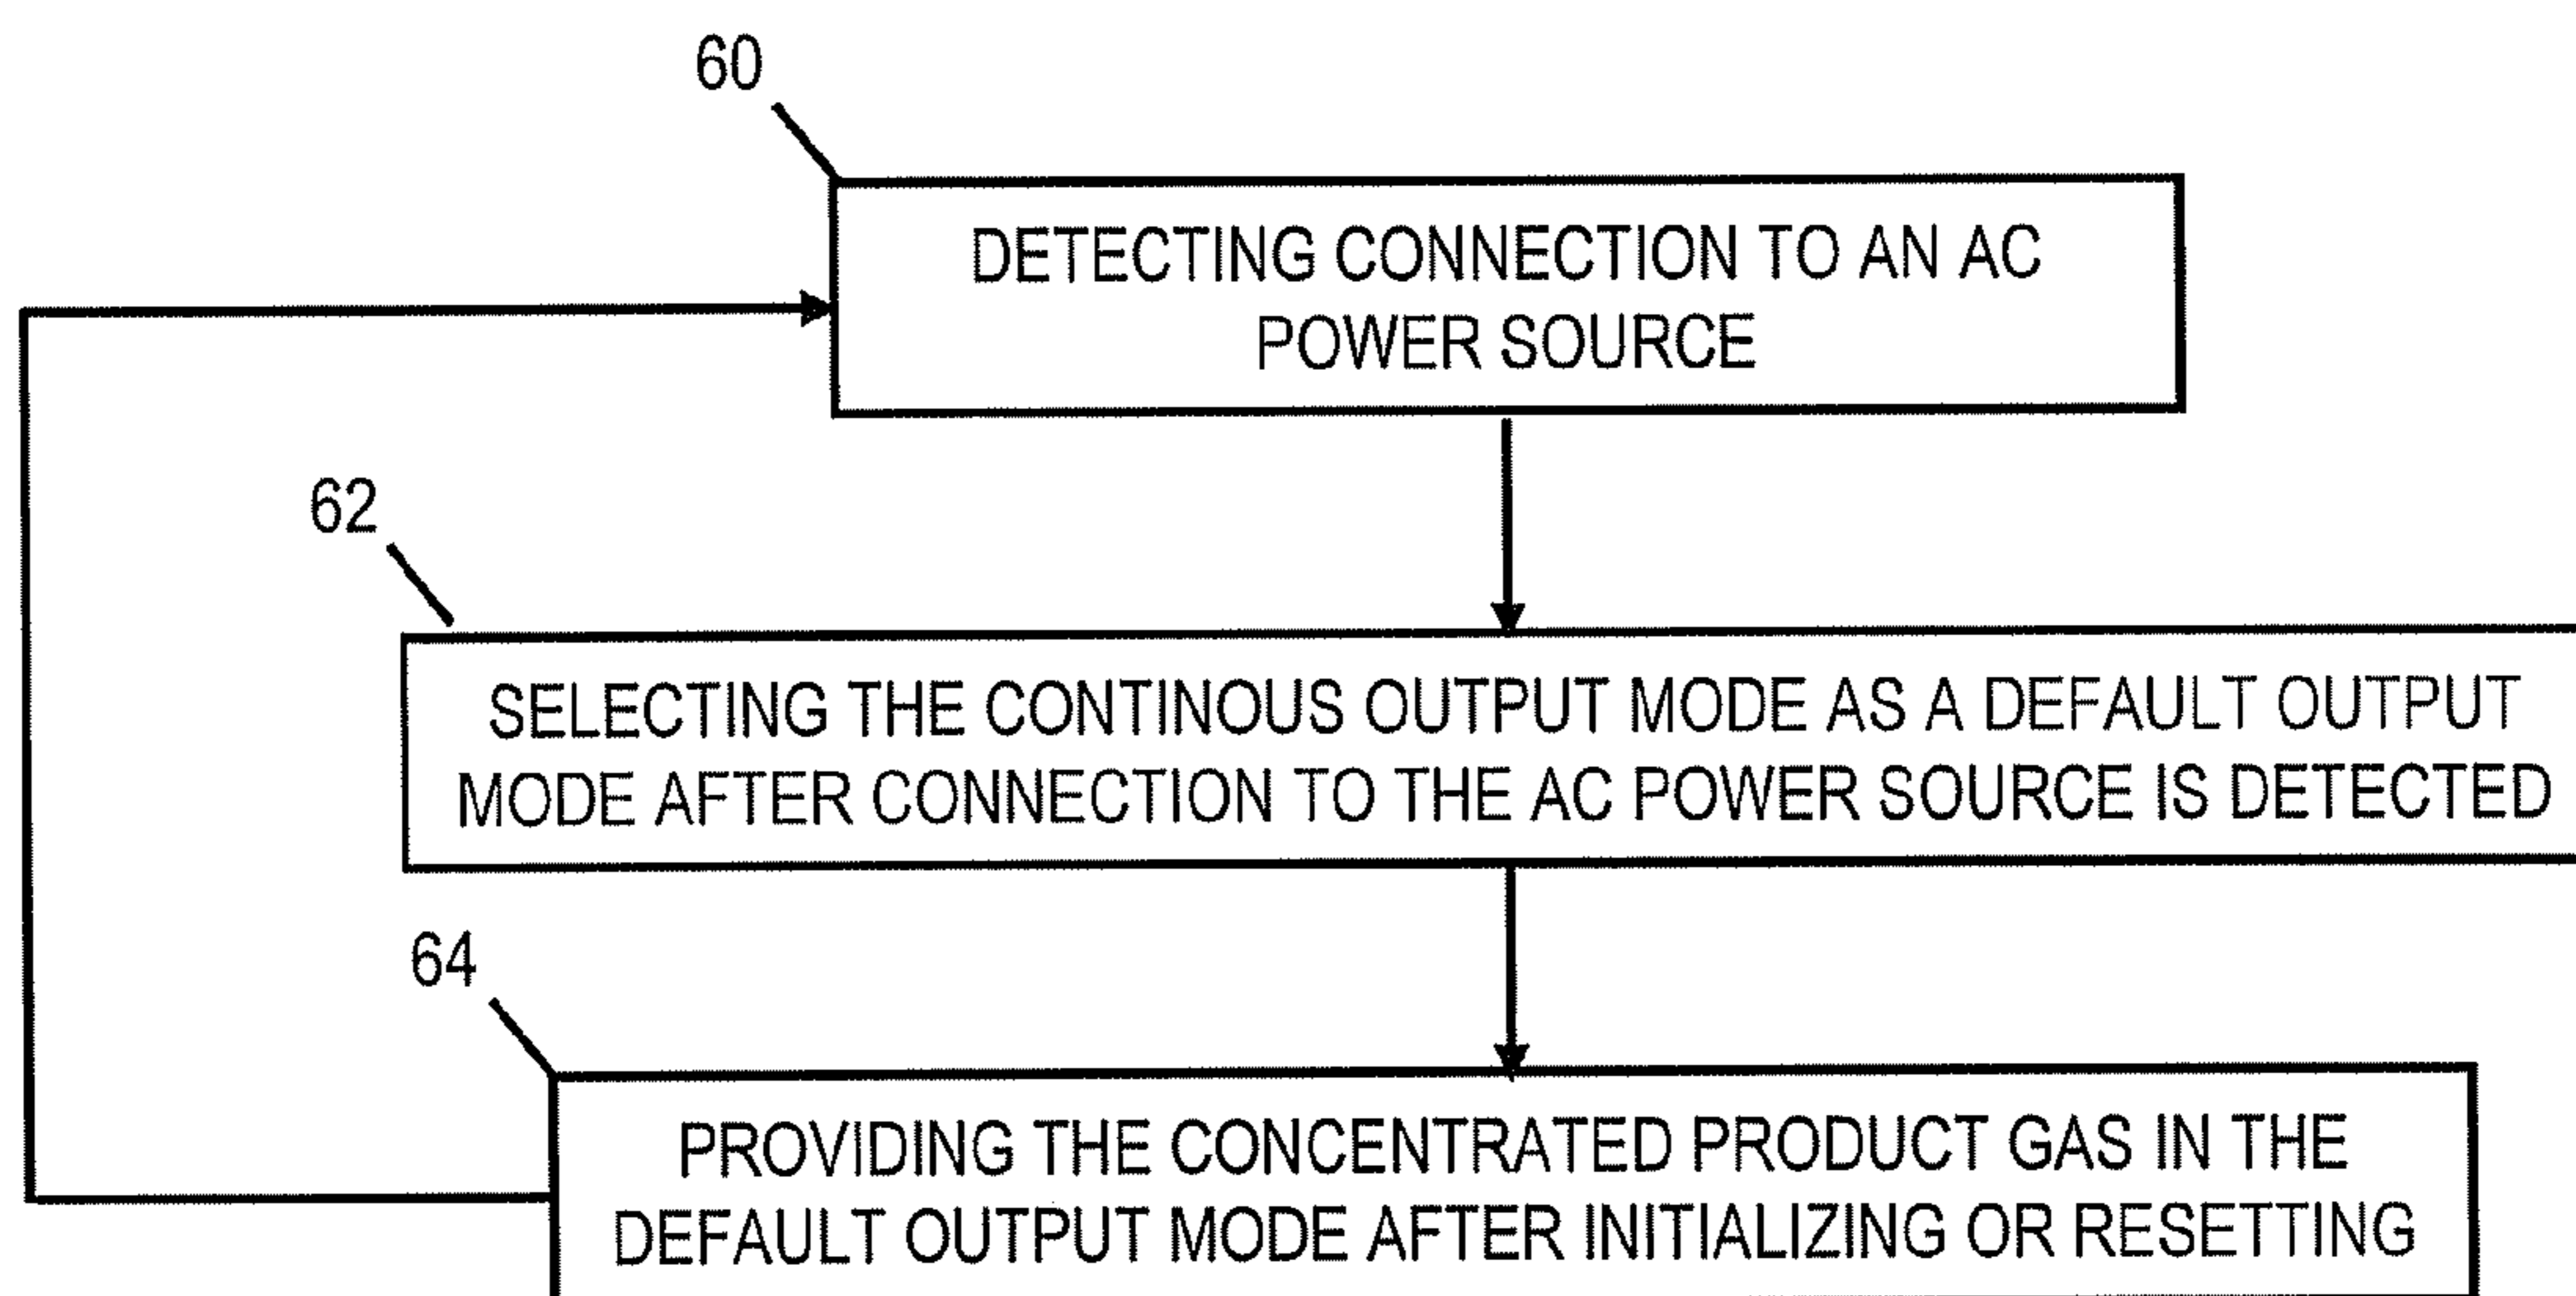 60
DETECTING CONNECTION TO AN AC
POWER SOURCE
62
SELECTING THE CONTINOUS OUTPUT MODE AS A DEFAULT OUTPUT
MODE AFTER CONNECTION TO THE AC POWER SOURCE IS DETECTED
64
PROVIDING THE CONCENTRATED PRODUCT GAS IN THE
DEFAULT OUTPUT MODE AFTER INITIALIZING OR RESETTING